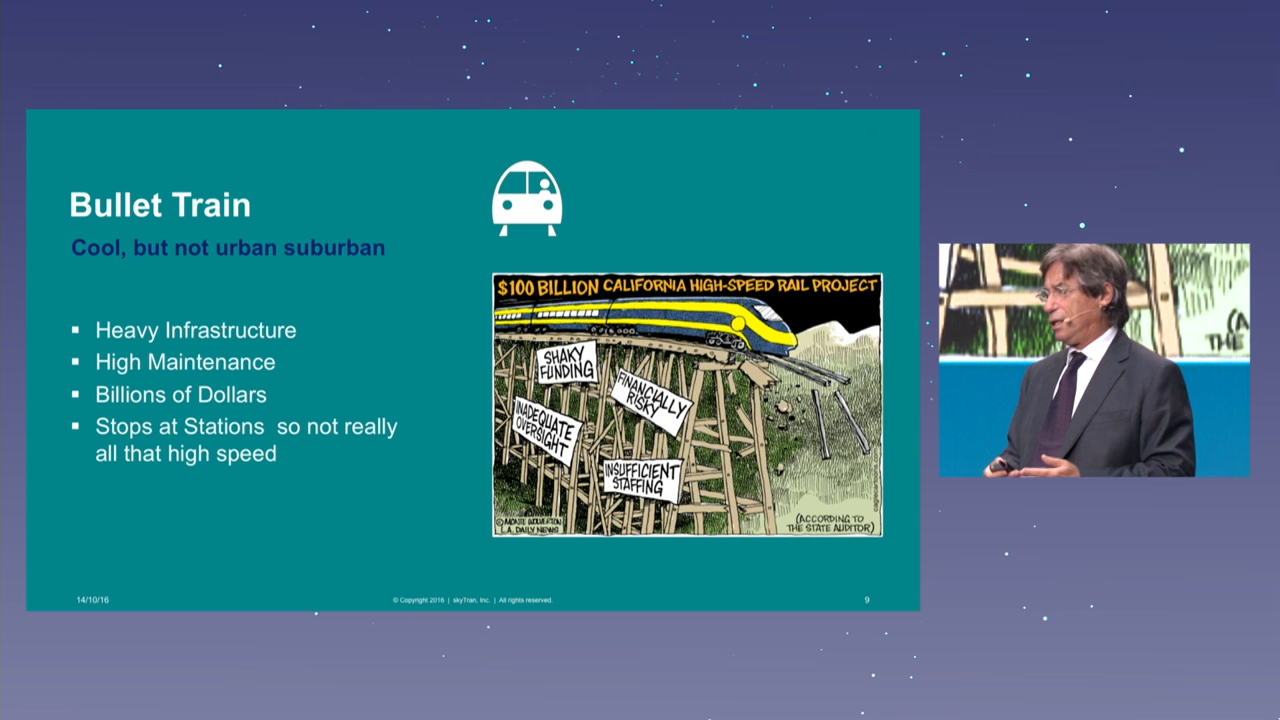 Bullet Train
Cool, but not urban suburban
▪ Heavy Infrastructure
▪ High Maintenance
▪ Billions of Dollars
▪ Stops at Stations so not really
all that high speed
$100 BILLION CALIFORNIA HIGH-SPEED RAIL PROJECT
SHAKY
FUNDING
FINANCIALLY
RISKY
INADEQUATE
OVERSIGHT
INSUFFICIENT
STAFFING
© MONTE WOLVERTON
L.A. DAILY NEWS
(ACCORDING TO
THE STATE AUDITOR)
14/10/16
© Copyright 2016 | skyTran, Inc. | All rights reserved.
9
(A
THE